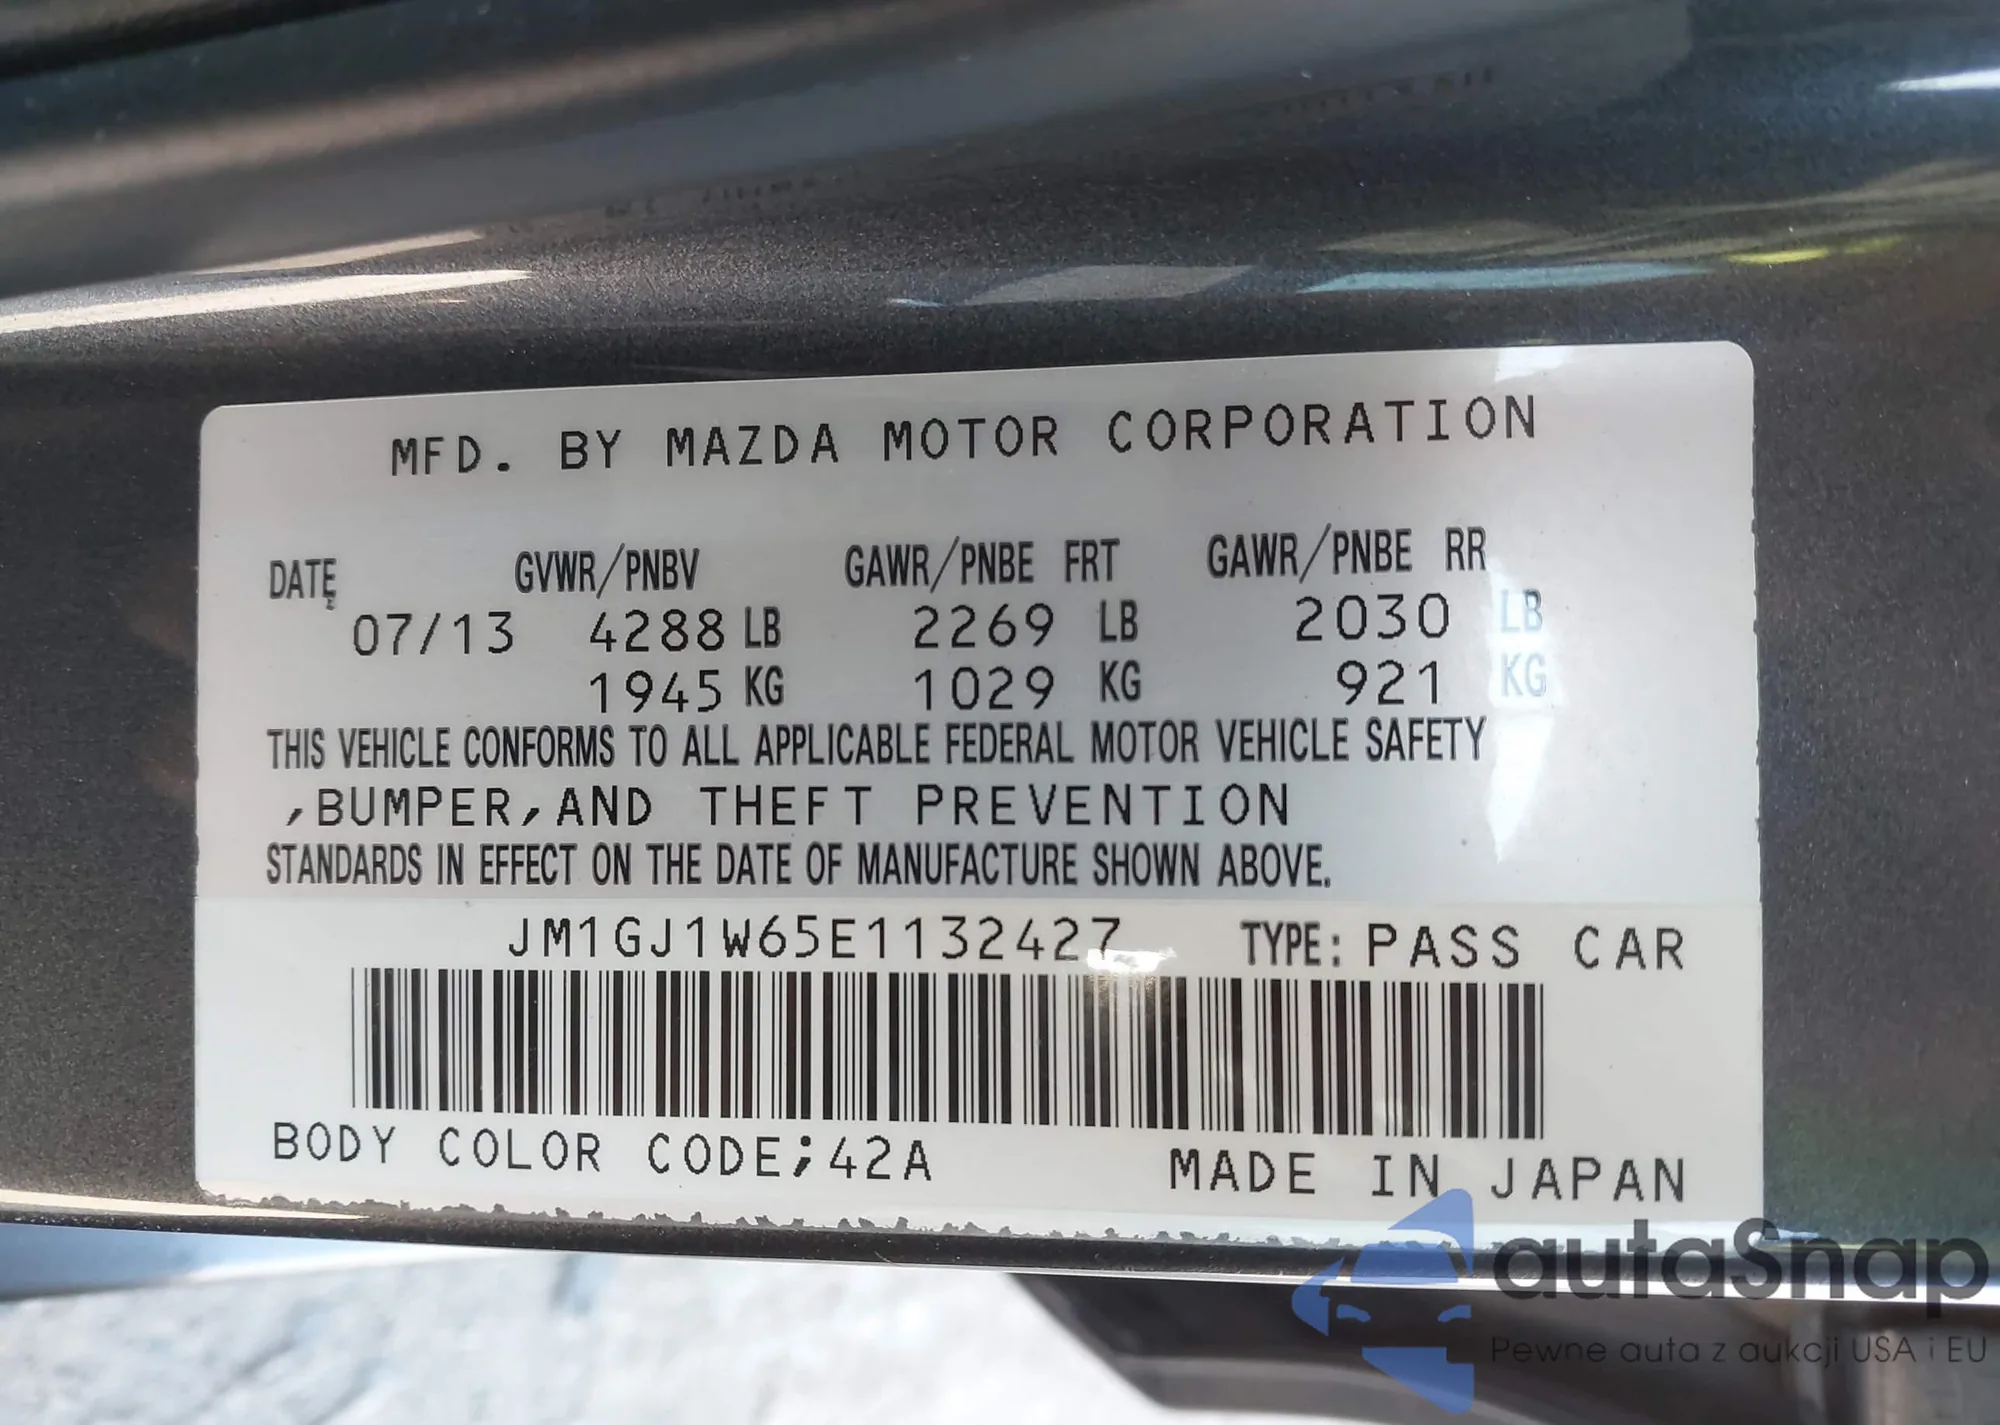 MFD. BY MAZDA MOTOR CORPORATION
DATE GVWR/PNBV GAWR/PNBE FRT GAWR/PNBE RR
07/13 4288 LB 2269 LB 2030 LB
1945 KG 1029 KG 921 KG
THIS VEHICLE CONFORMS TO ALL APPLICABLE FEDERAL MOTOR VEHICLE SAFETY
,BUMPER,AND THEFT PREVENTION
STANDARDS IN EFFECT ON THE DATE OF MANUFACTURE SHOWN ABOVE.
JM1GJ1W65E1132427 TYPE: PASS CAR
BODY COLOR CODE;42A MADE IN JAPAN
autaSnap
Pewne auta z aukcji USA i EU